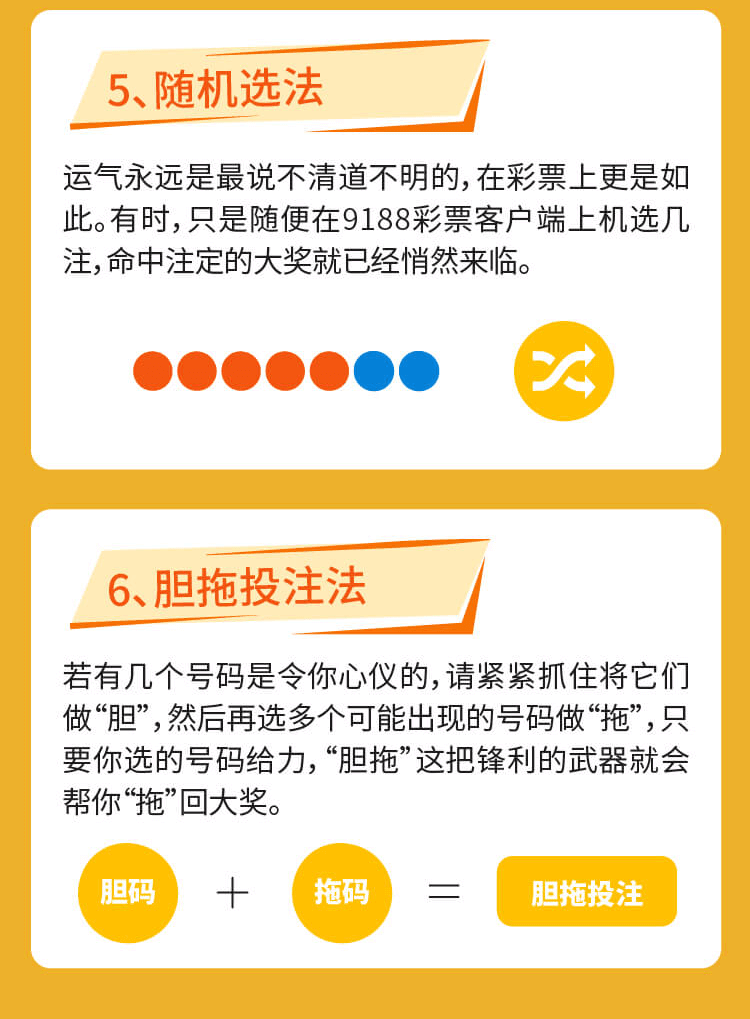 5、随机选法
运气永远是最说不清道不明的，在彩票上更是如
此。有时，只是随便在9188彩票客户端上机选几
注，命中注定的大奖就已经悄然来临。
6、胆拖投注法
若有几个号码是令你心仪的，请紧紧抓住将它们
做“胆”，然后再选多个可能出现的号码做“拖”，只
要你选的号码给力，“胆拖”这把锋利的武器就会
帮你“拖”回大奖。
胆码 + 拖码 = 胆拖投注